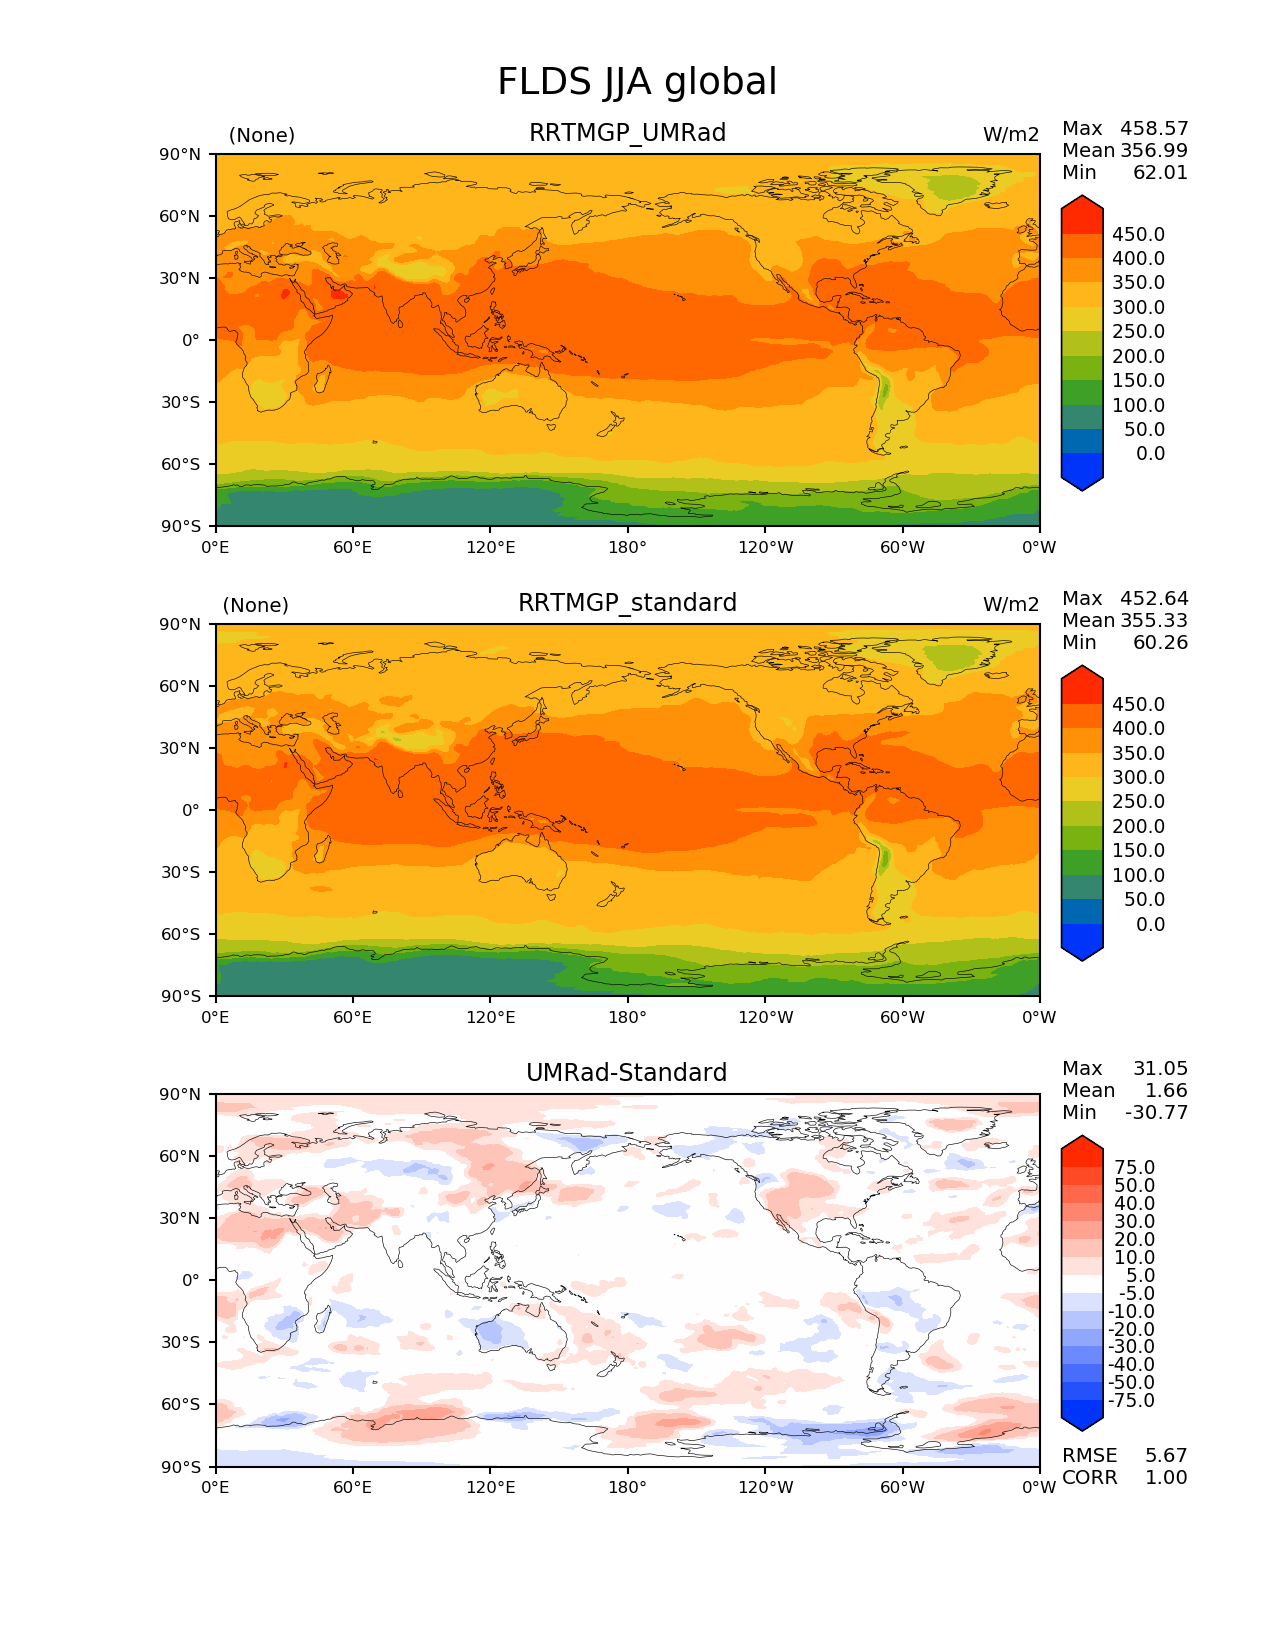 FLDS JJA global
(None) RRTMGP_UMRad W/m2
Max 458.57
Mean 356.99
Min 62.01
90°N
60°N
30°N
0°
30°S
60°S
90°S
0°E 60°E 120°E 180° 120°W 60°W 0°W
450.0
400.0
350.0
300.0
250.0
200.0
150.0
100.0
50.0
0.0
(None) RRTMGP_standard W/m2
Max 452.64
Mean 355.33
Min 60.26
90°N
60°N
30°N
0°
30°S
60°S
90°S
0°E 60°E 120°E 180° 120°W 60°W 0°W
450.0
400.0
350.0
300.0
250.0
200.0
150.0
100.0
50.0
0.0
UMRad-Standard
Max 31.05
Mean 1.66
Min -30.77
90°N
60°N
30°N
0°
30°S
60°S
90°S
0°E 60°E 120°E 180° 120°W 60°W 0°W
75.0
50.0
40.0
30.0
20.0
10.0
5.0
-5.0
-10.0
-20.0
-30.0
-40.0
-50.0
-75.0
RMSE 5.67
CORR 1.00